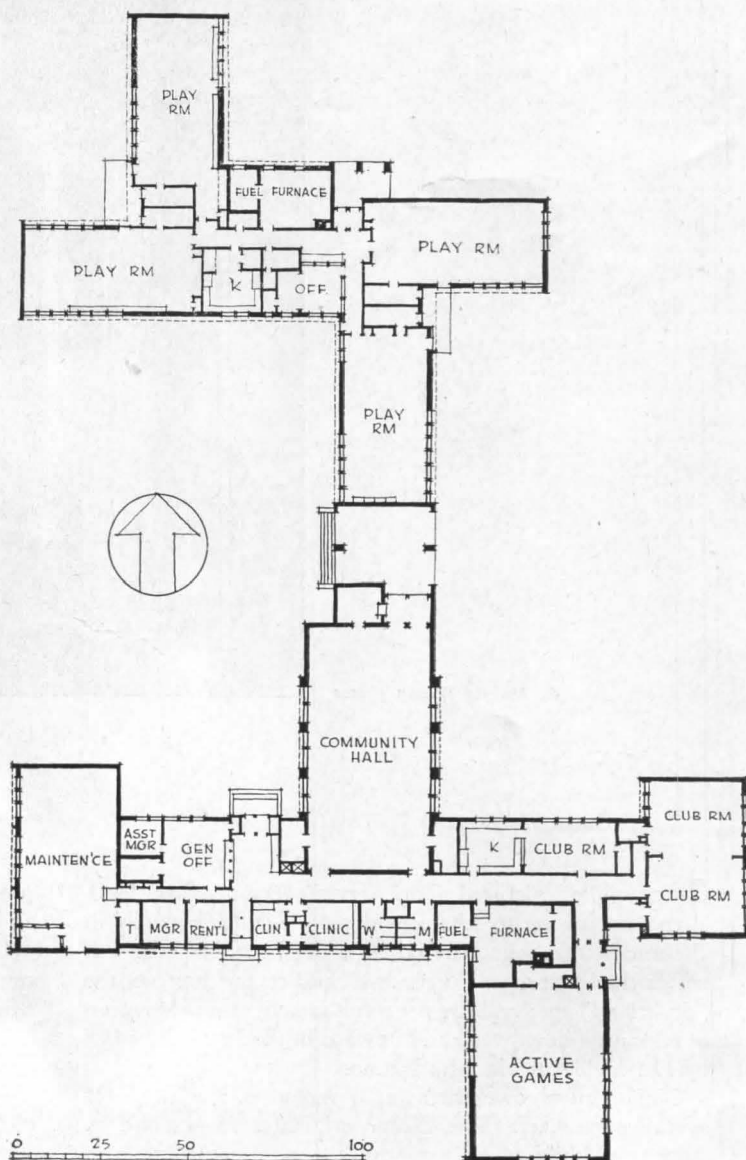 PLAY
RM
FUEL FURNACE
PLAY RM
PLAY RM
K
OFF.
PLAY
RM
COMMUNITY
HALL
MAINTEN'CE
ASST
MGR
GEN
OFF
K
CLUB RM
CLUB RM
CLUB RM
T
MGR
RENT'L
CLIN
CLINIC
W
M
FUEL
FURNACE
ACTIVE
GAMES
0 25 50 100